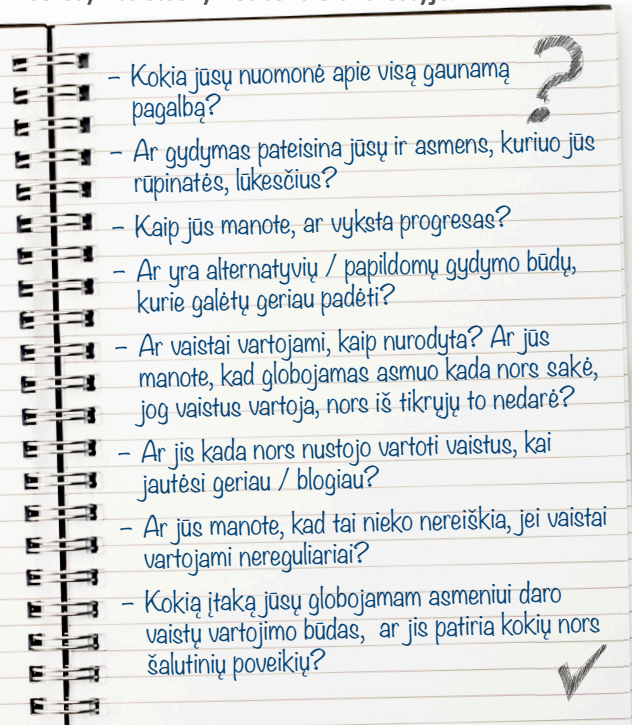 – Kokia jūsų nuomonė apie visą gaunamą
pagalbą?
– Ar gydymas pateisina jūsų ir asmens, kuriuo jūs
rūpinatės, lūkesčius?
– Kaip jūs manote, ar vyksta progresas?
– Ar yra alternatyvių / papildomų gydymo būdų,
kurie galėtų geriau padėti?
– Ar vaistai vartojami, kaip nurodyta? Ar jūs
manote, kad globojamas asmuo kada nors sakė,
jog vaistus vartoja, nors iš tikrųjų to nedarė?
– Ar jis kada nors nustojo vartoti vaistus, kai
jautėsi geriau / blogiau?
– Ar jūs manote, kad tai nieko nereiškia, jei vaistai
vartojami nereguliariai?
– Kokią įtaką jūsų globojamam asmeniui daro
vaistų vartojimo būdas, ar jis patiria kokių nors
šalutinių poveikių?